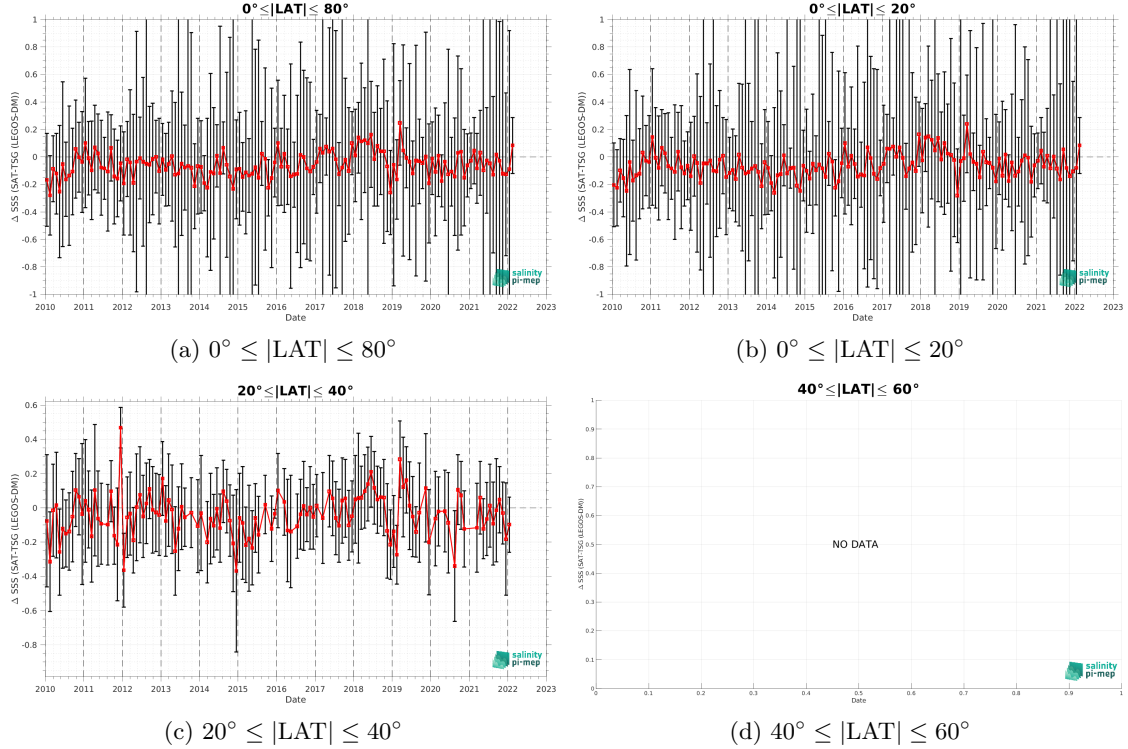 0°≤|LAT|≤ 80°
Δ SSS (SAT-TSG (LEGOS-DM))
1
0.8
0.6
0.4
0.2
0
-0.2
-0.4
-0.6
-0.8
-1
2010 2011 2012 2013 2014 2015 2016 2017 2018 2019 2020 2021 2022 2023
Date
salinity
pi-mep
(a) 0° ≤ |LAT| ≤ 80°
0°≤|LAT|≤ 20°
Δ SSS (SAT-TSG (LEGOS-DM))
1
0.8
0.6
0.4
0.2
0
-0.2
-0.4
-0.6
-0.8
-1
2010 2011 2012 2013 2014 2015 2016 2017 2018 2019 2020 2021 2022 2023
Date
salinity
pi-mep
(b) 0° ≤ |LAT| ≤ 20°
20°≤|LAT|≤ 40°
Δ SSS (SAT-TSG (LEGOS-DM))
0.6
0.4
0.2
0
-0.2
-0.4
-0.6
-0.8
2010 2011 2012 2013 2014 2015 2016 2017 2018 2019 2020 2021 2022 2023
Date
salinity
pi-mep
(c) 20° ≤ |LAT| ≤ 40°
40°≤|LAT|≤ 60°
Δ SSS (SAT-TSG (LEGOS-DM))
1
0.9
0.8
0.7
0.6
0.5
0.4
0.3
0.2
0.1
0
NO DATA
0 0.1 0.2 0.3 0.4 0.5 0.6 0.7 0.8 0.9 1
Date
salinity
pi-mep
(d) 40° ≤ |LAT| ≤ 60°